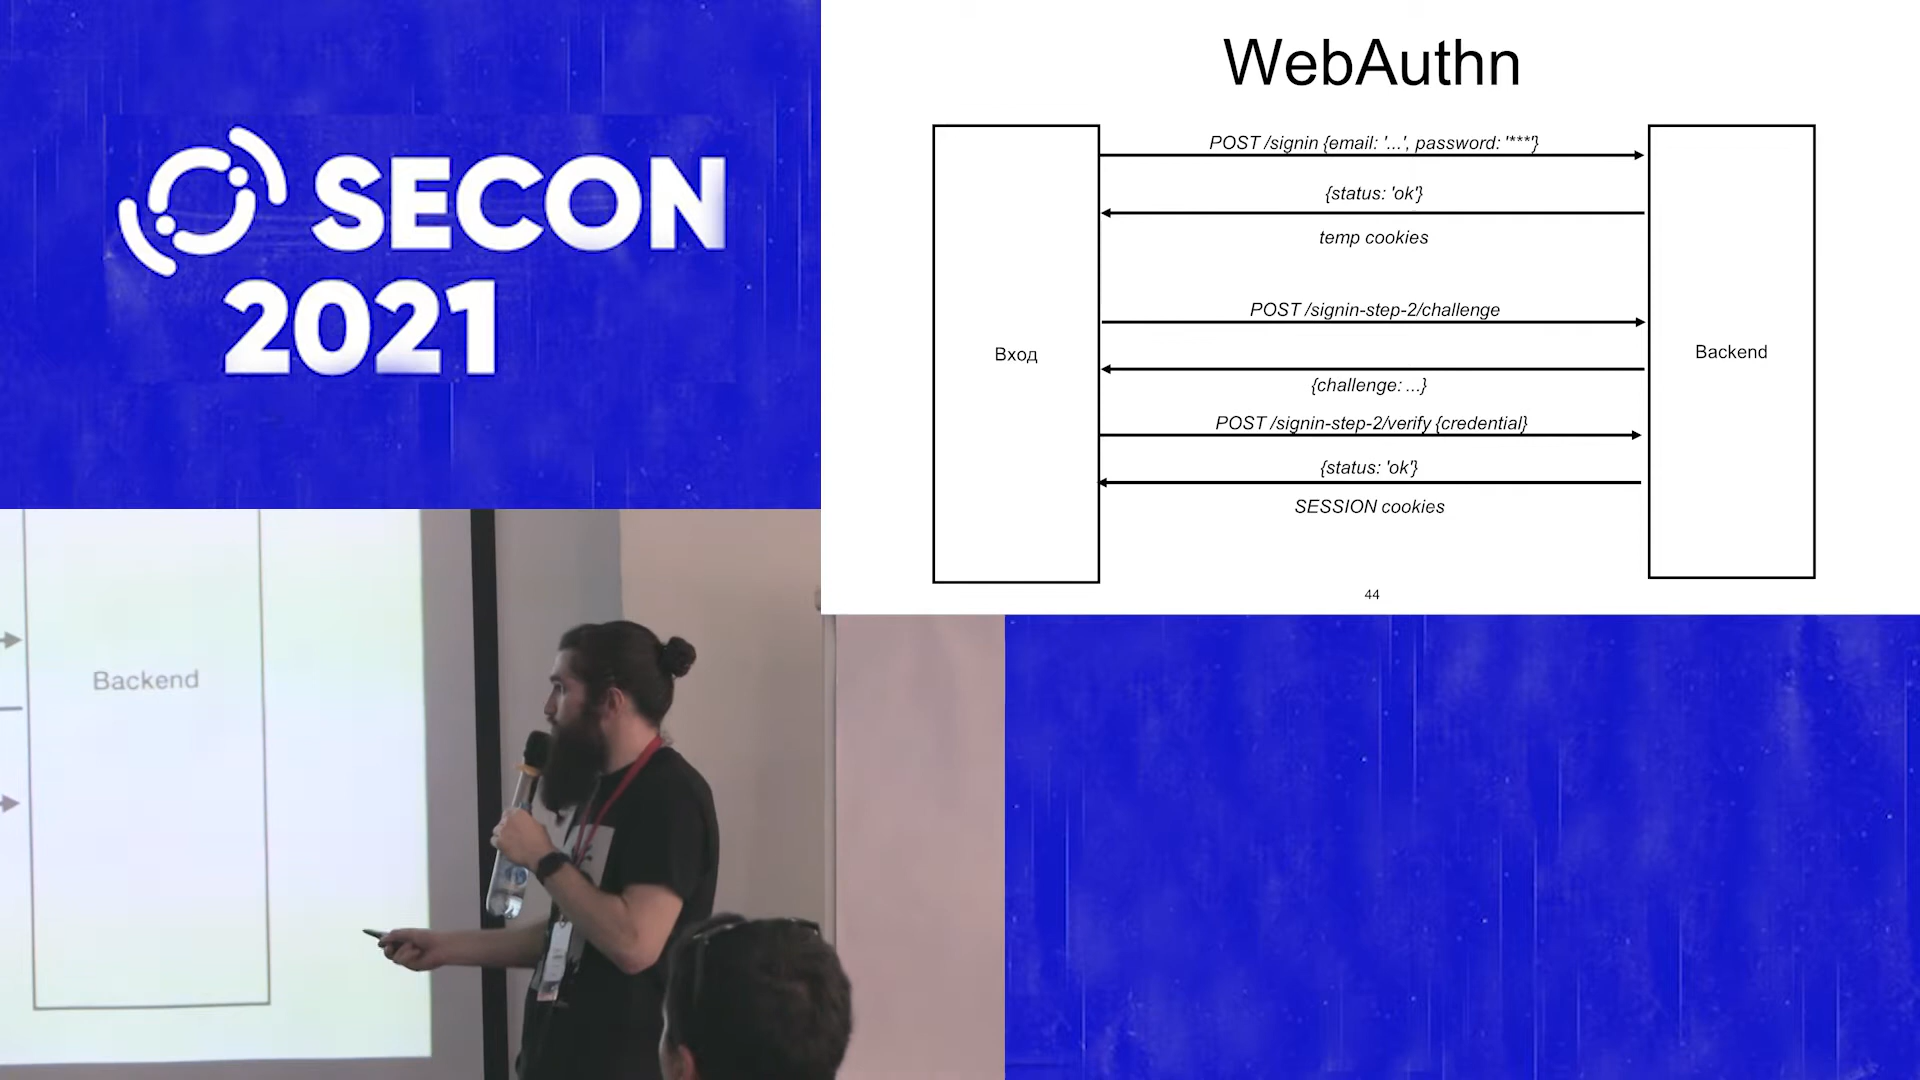 SECON
2021
WebAuthn
POST /signin {email: '...', password: '***'}
{status: 'ok'}
temp cookies
POST /signin-step-2/challenge
Вход
Backend
{challenge: ...}
POST /signin-step-2/verify {credential}
{status: 'ok'}
SESSION cookies
44
Backend